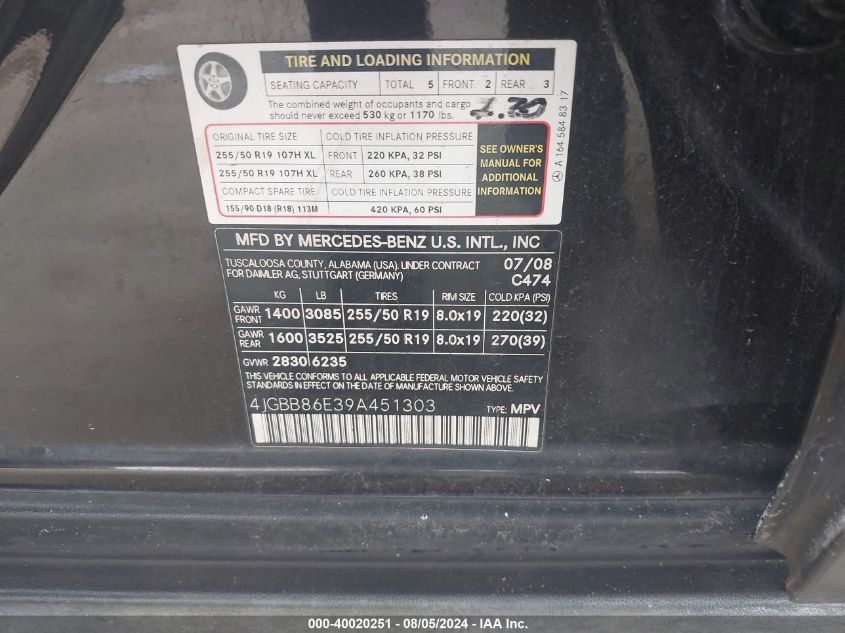 TIRE AND LOADING INFORMATION
SEATING CAPACITY TOTAL 5 FRONT 2 REAR 3
The combined weight of occupants and cargo
should never exceed 530 kg or 1170 lbs.
ORIGINAL TIRE SIZE COLD TIRE INFLATION PRESSURE
255/50 R19 107H XL FRONT 220 KPA, 32 PSI
255/50 R19 107H XL REAR 260 KPA, 38 PSI
COMPACT SPARE TIRE COLD TIRE INFLATION PRESSURE
155/90 D18 (R18) 113M 420 KPA, 60 PSI
SEE OWNER'S
MANUAL FOR
ADDITIONAL
INFORMATION
A 164 584 83 17
MFD BY MERCEDES-BENZ U.S. INTL., INC
TUSCALOOSA COUNTY, ALABAMA (USA) UNDER CONTRACT 07/08
FOR DAIMLER AG, STUTTGART (GERMANY) C474
KG LB TIRES RIM SIZE COLD KPA (PSI)
GAWR FRONT 1400 3085 255/50 R19 8.0x19 220(32)
GAWR REAR 1600 3525 255/50 R19 8.0x19 270(39)
GVWR 2830 6235
THIS VEHICLE CONFORMS TO ALL APPLICABLE FEDERAL MOTOR VEHICLE SAFETY
STANDARDS IN EFFECT ON THE DATE OF MANUFACTURE SHOWN ABOVE
4JGBB86E39A451303 TYPE: MPV
000-40020251 - 08/05/2024 - IAA Inc.